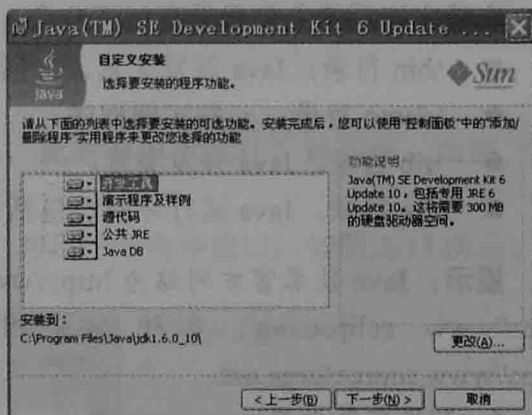 Java(TM) SE Development Kit 6 Update ...
自定义安装
选择要安装的程序功能。
Java
Sun
请从下面的列表中选择要安装的可选功能。安装完成后，您可以使用“控制面板”中的“添加/
删除程序”实用程序来更改您选择的功能
开发工具
演示程序及样例
源代码
公共 JRE
Java DB
功能说明
Java(TM) SE Development Kit 6
Update 10，包括专用 JRE 6
Update 10。这将需要 300 MB
的硬盘驱动器空间。
安装到：
C:\Program Files\Java\jdk1.6.0_10\
更改(A)...
< 上一步(B)
下一步(N) >
取消